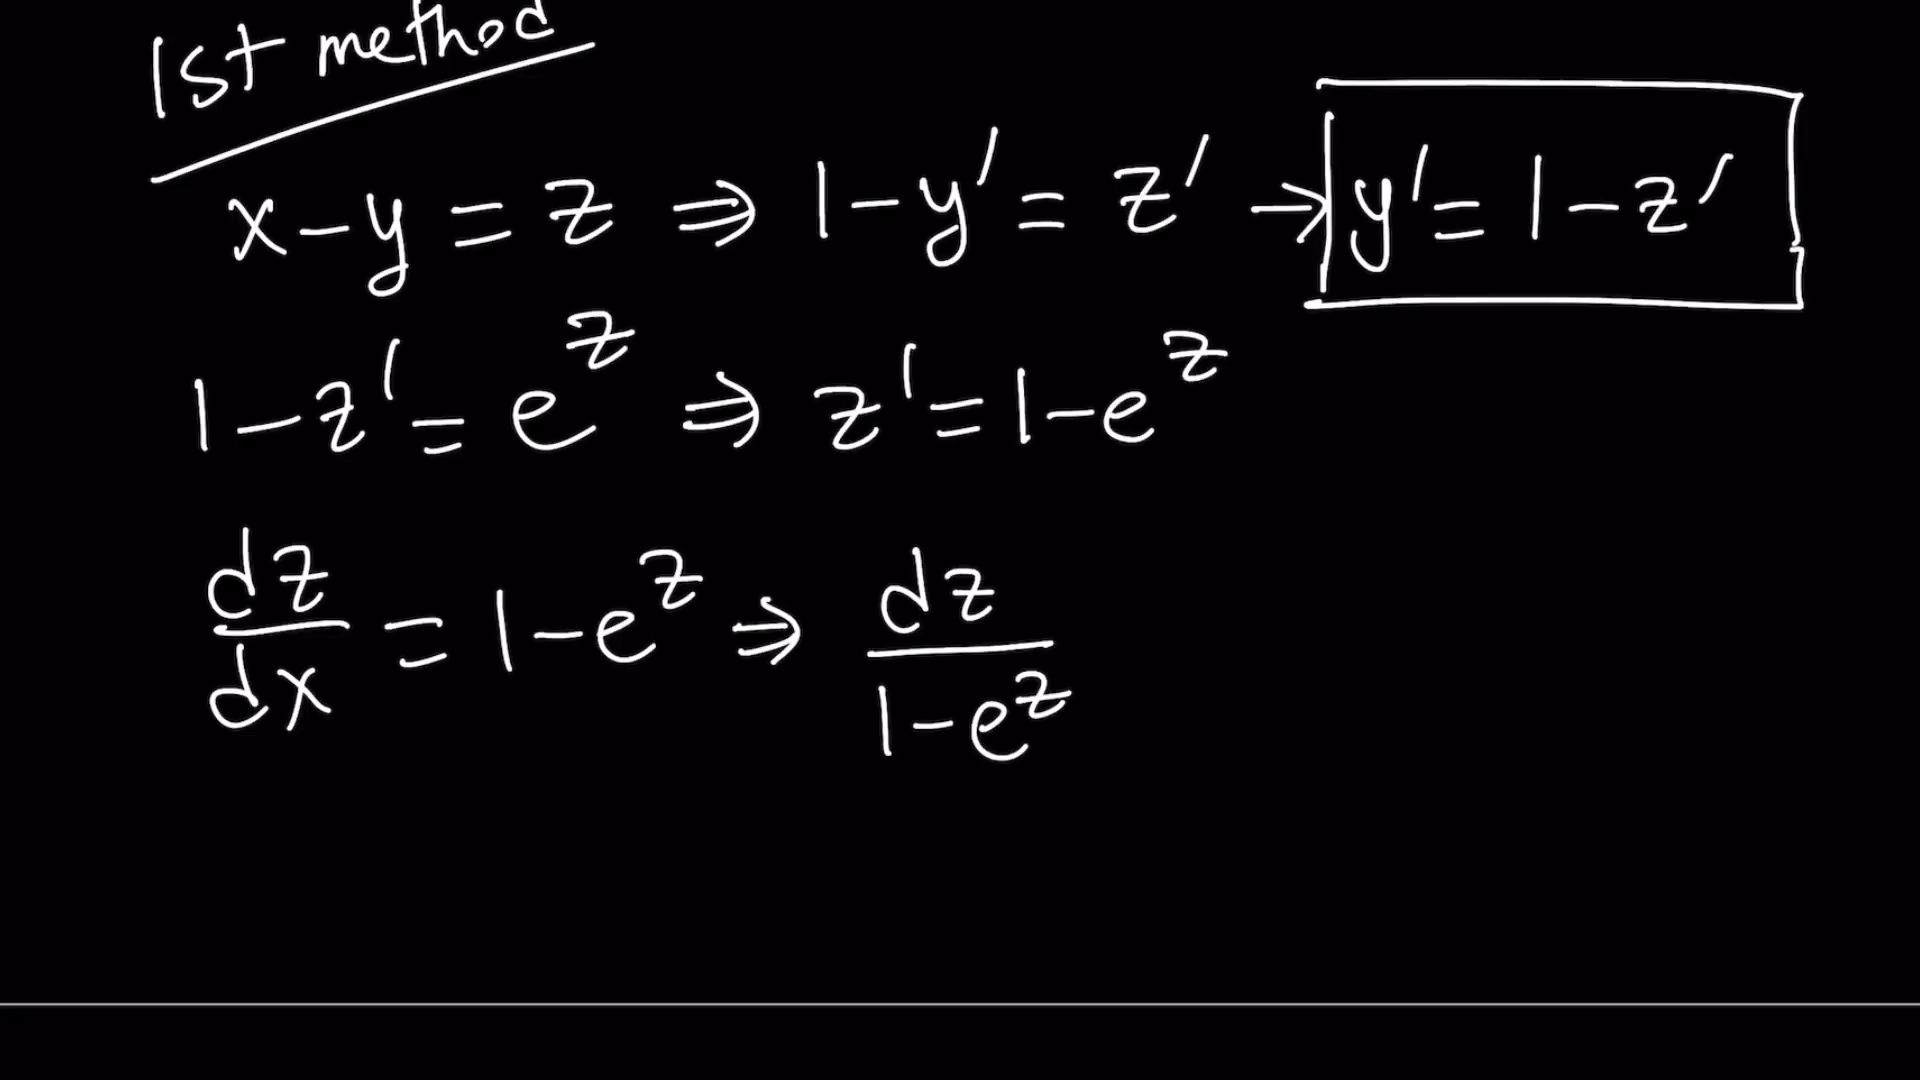 1st method
x-y=z ⇒ 1-y'=z' → y'=1-z'
1-z'=e^z ⇒ z'=1-e^z
dz/dx=1-e^z ⇒ dz/1-e^z